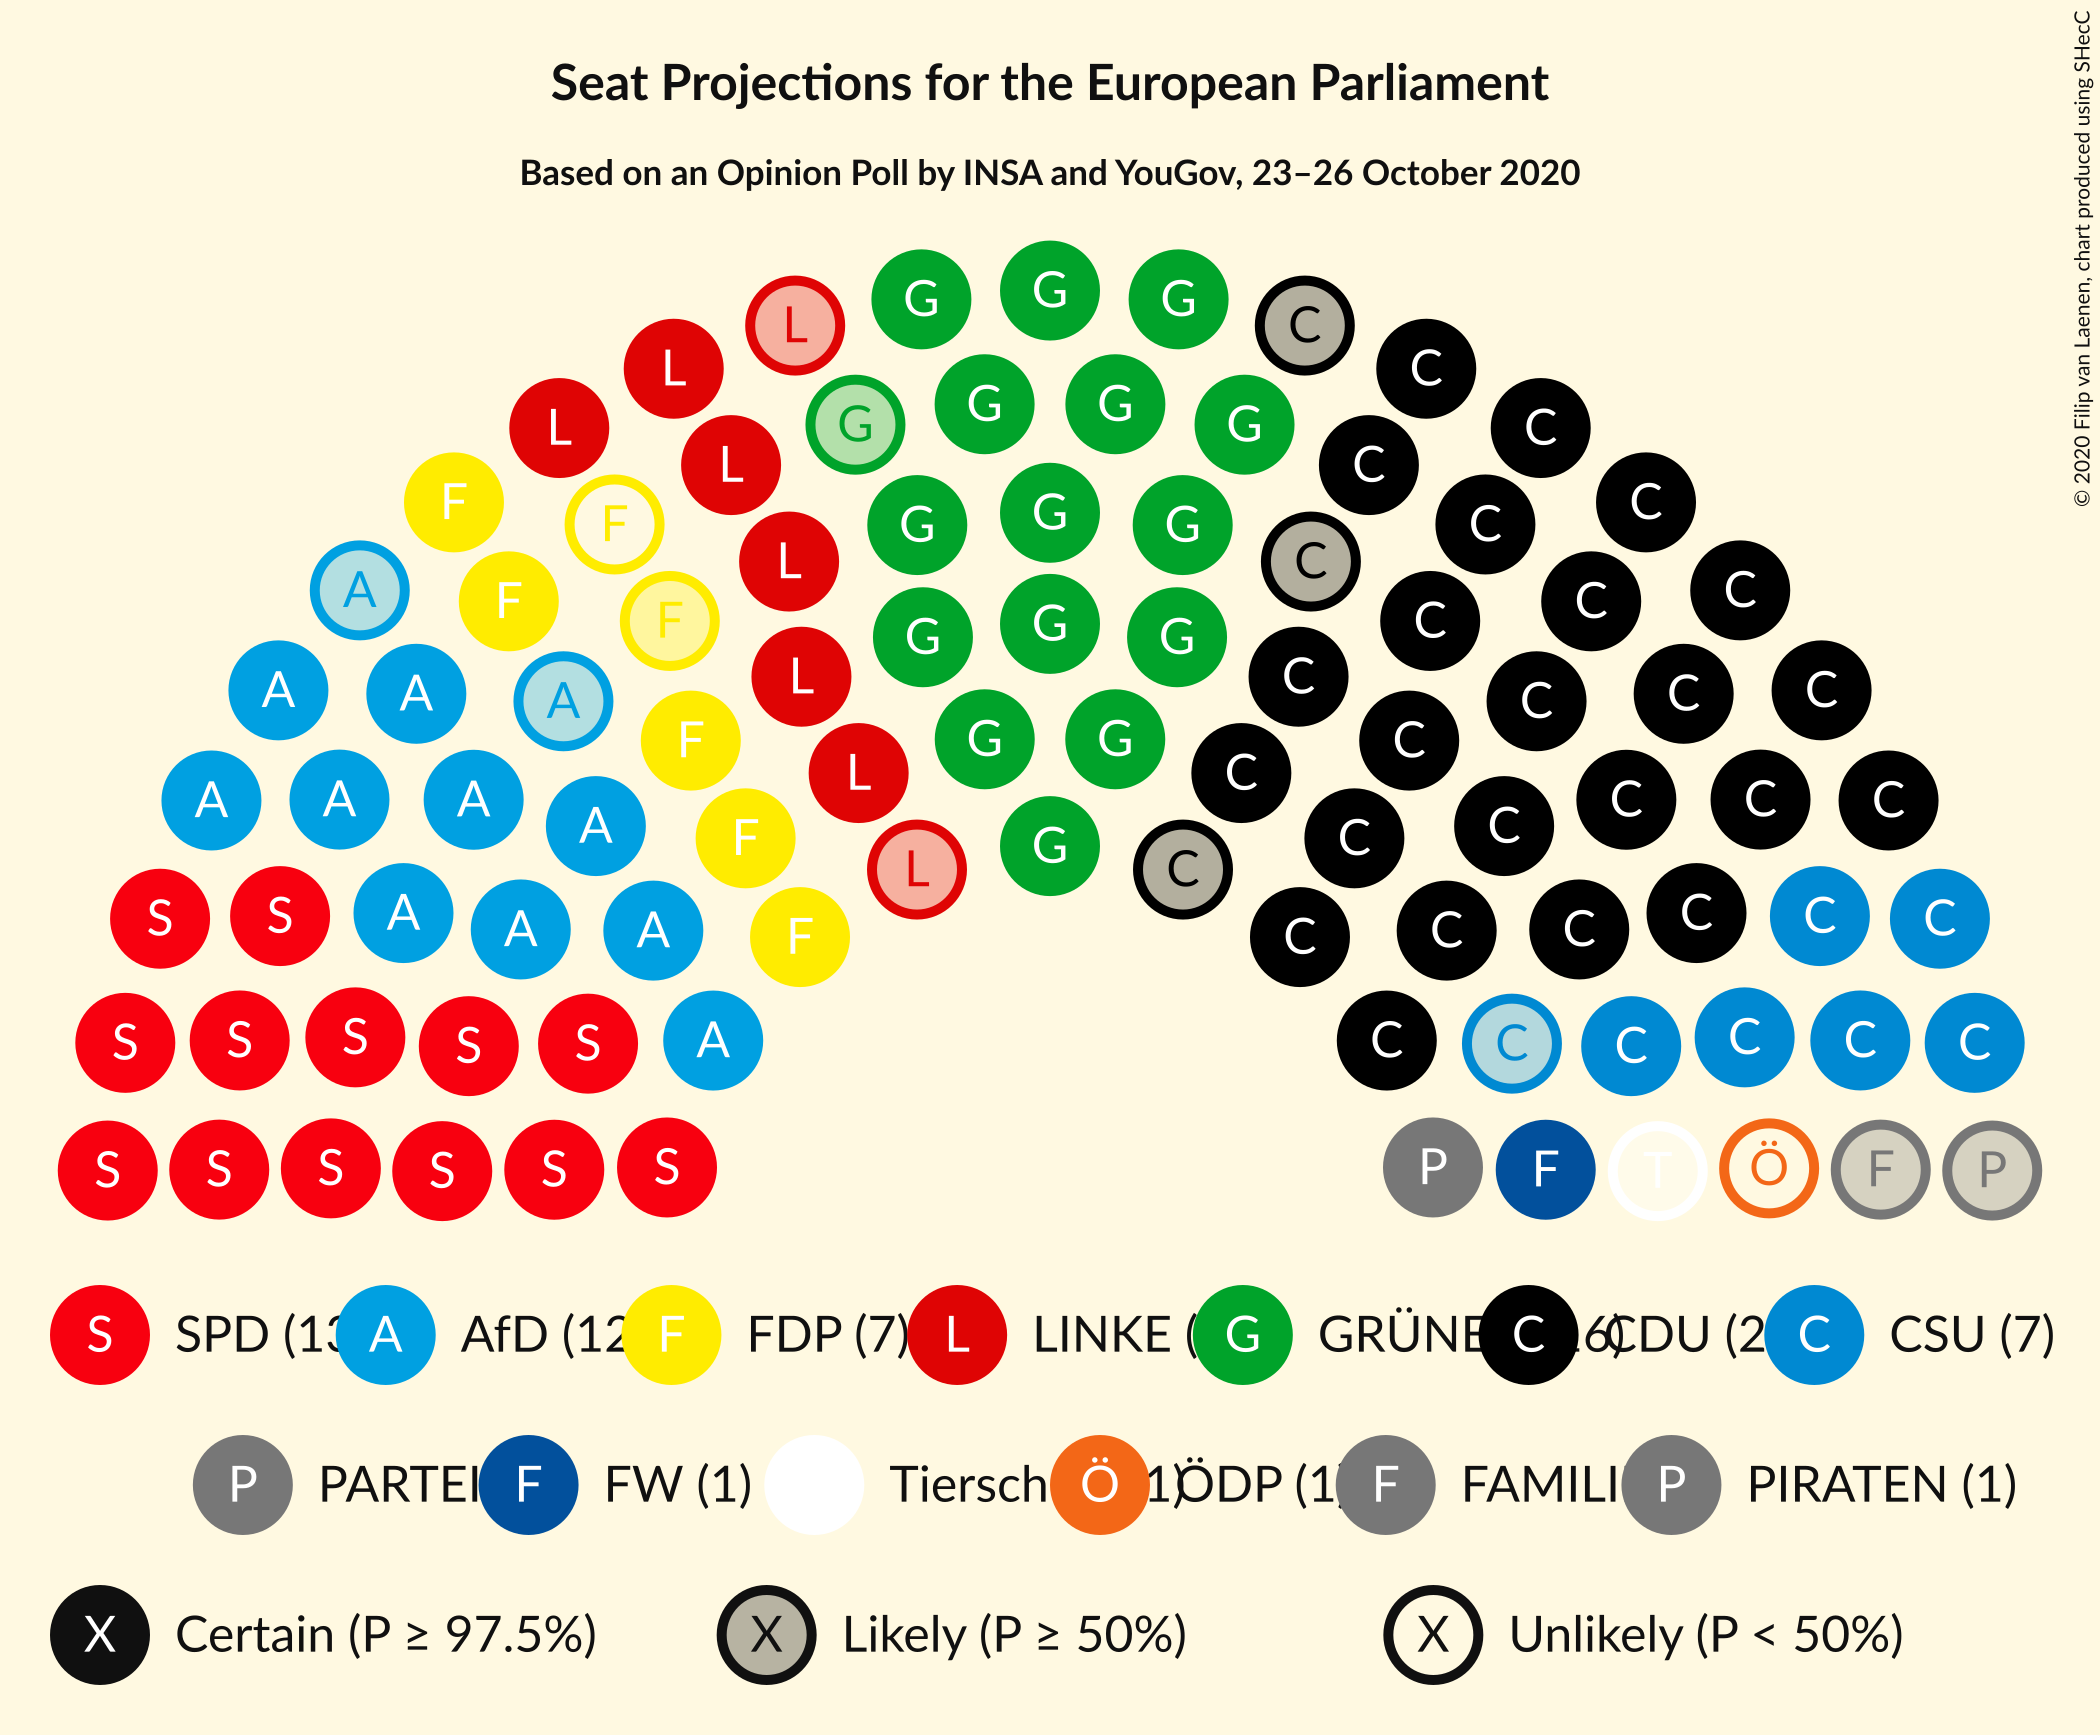 Seat Projections for the European Parliament
Based on an Opinion Poll by INSA and YouGov, 23–26 October 2020
© 2020 Filip van Laenen, chart produced using SHecC
G G G
L C
L G G G G C
L L C C
F F G G G C C
L C
A F F G G G C C C
A A A F L C C C C C
A A A A F L G G C C C C C C
S S A A A F L G C C C C C C C
S S S S S A C C C C C C
S S S S S S P F T Ö F P
S SPD (13 A AfD (12 F FDP (7) L LINKE ( G GRÜNE C 6) CDU (2 C CSU (7)
P PARTEI F FW (1) Tiersch Ö 1) ÖDP (1 F FAMILI P PIRATEN (1)
X Certain (P ≥ 97.5%) X Likely (P ≥ 50%) X Unlikely (P < 50%)